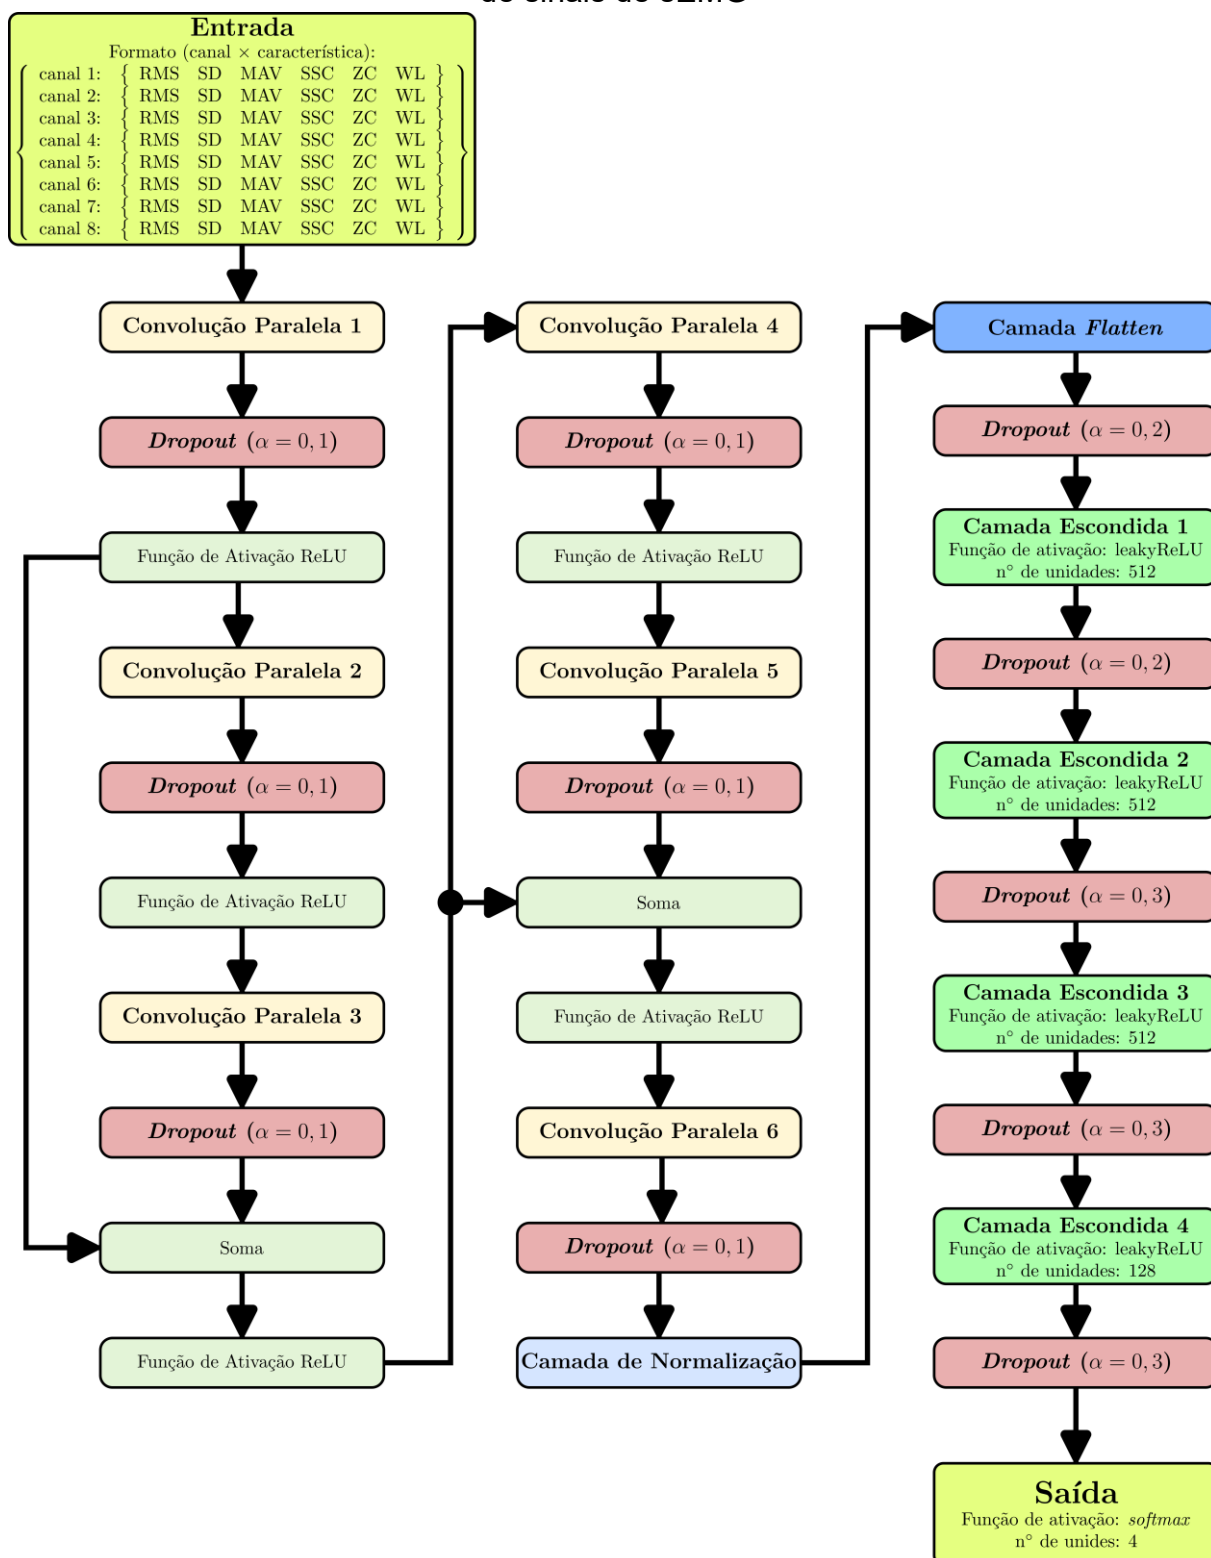 de sinais de sEMG
Entrada
Formato (canal × característica):
canal 1: { RMS SD MAV SSC ZC WL }
canal 2: { RMS SD MAV SSC ZC WL }
canal 3: { RMS SD MAV SSC ZC WL }
canal 4: { RMS SD MAV SSC ZC WL }
canal 5: { RMS SD MAV SSC ZC WL }
canal 6: { RMS SD MAV SSC ZC WL }
canal 7: { RMS SD MAV SSC ZC WL }
canal 8: { RMS SD MAV SSC ZC WL }
Convolução Paralela 1
Dropout (α = 0, 1)
Função de Ativação ReLU
Convolução Paralela 2
Dropout (α = 0, 1)
Função de Ativação ReLU
Convolução Paralela 3
Dropout (α = 0, 1)
Soma
Função de Ativação ReLU
Convolução Paralela 4
Dropout (α = 0, 1)
Função de Ativação ReLU
Convolução Paralela 5
Dropout (α = 0, 1)
Soma
Função de Ativação ReLU
Convolução Paralela 6
Dropout (α = 0, 1)
Camada de Normalização
Camada Flatten
Dropout (α = 0, 2)
Camada Escondida 1
Função de ativação: leakyReLU
n° de unidades: 512
Dropout (α = 0, 2)
Camada Escondida 2
Função de ativação: leakyReLU
n° de unidades: 512
Dropout (α = 0, 3)
Camada Escondida 3
Função de ativação: leakyReLU
n° de unidades: 512
Dropout (α = 0, 3)
Camada Escondida 4
Função de ativação: leakyReLU
n° de unidades: 128
Dropout (α = 0, 3)
Saída
Função de ativação: softmax
n° de unides: 4